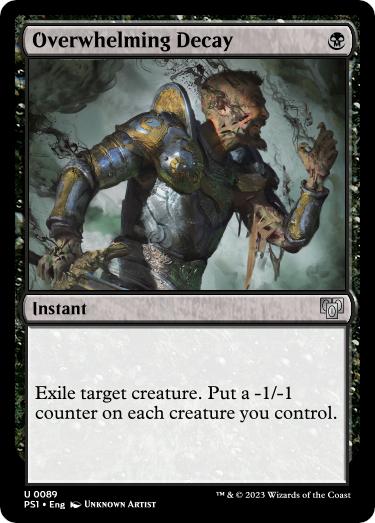 Overwhelming Decay
Instant
Exile target creature. Put a -1/-1
counter on each creature you control.
U 0089
PS1 • Eng Unknown Artist
™ & © 2023 Wizards of the Coast